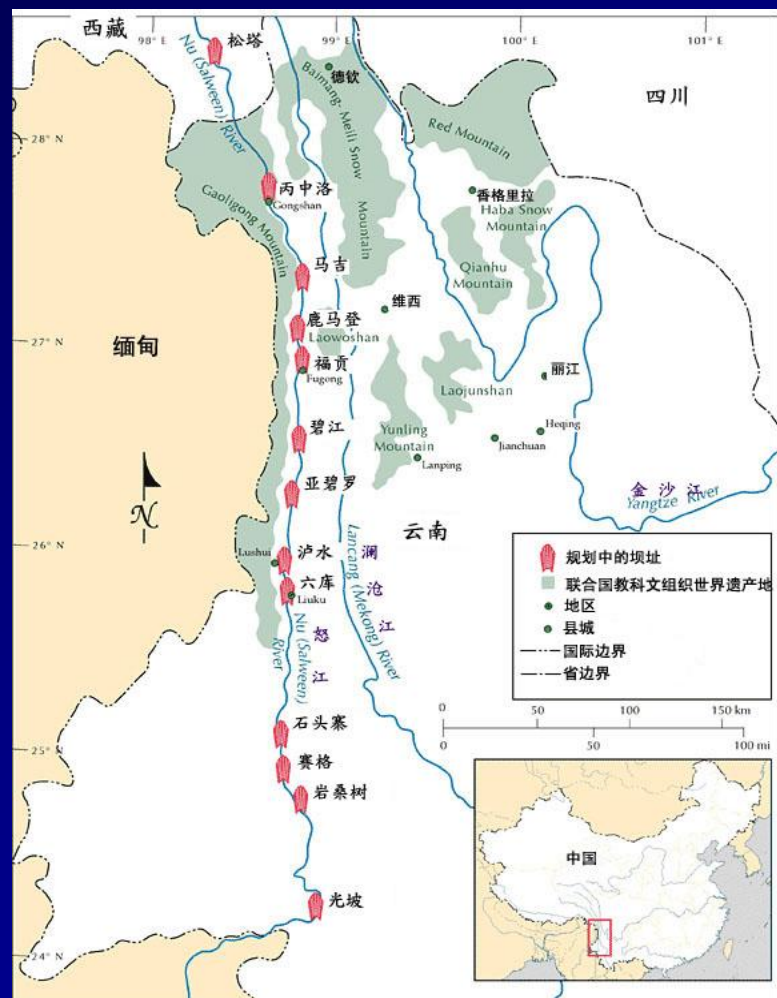 西藏
98° E
99° E
100° E
101° E
松塔
Nu (Salween) River
德钦
Baimang- Meili Snow
Mountain
四川
28° N
Red Mountain
丙中洛
Gongshan
Gaoligong Mountain
香格里拉
Haba Snow
Mountain
马吉
Qianhu
Mountain
维西
鹿马登
Laowoshan
27° N
缅甸
福贡
Fugong
丽江
Laojunshan
碧江
Yunling
Mountain
Heqing
Jianchuan
Lanping
亚碧罗
N
金沙江
Yangtze River
云南
26° N
Lushui
泸水
澜沧江
Lancang (Mekong) River
六库
Liuku
怒江
Nu (Salween)
River
规划中的坝址
联合国教科文组织世界遗产地
地区
县城
国际边界
省边界
石头寨
0 50 100 150 km
0 50 100 mi
25° N
赛格
岩桑树
中国
光坡
24° N